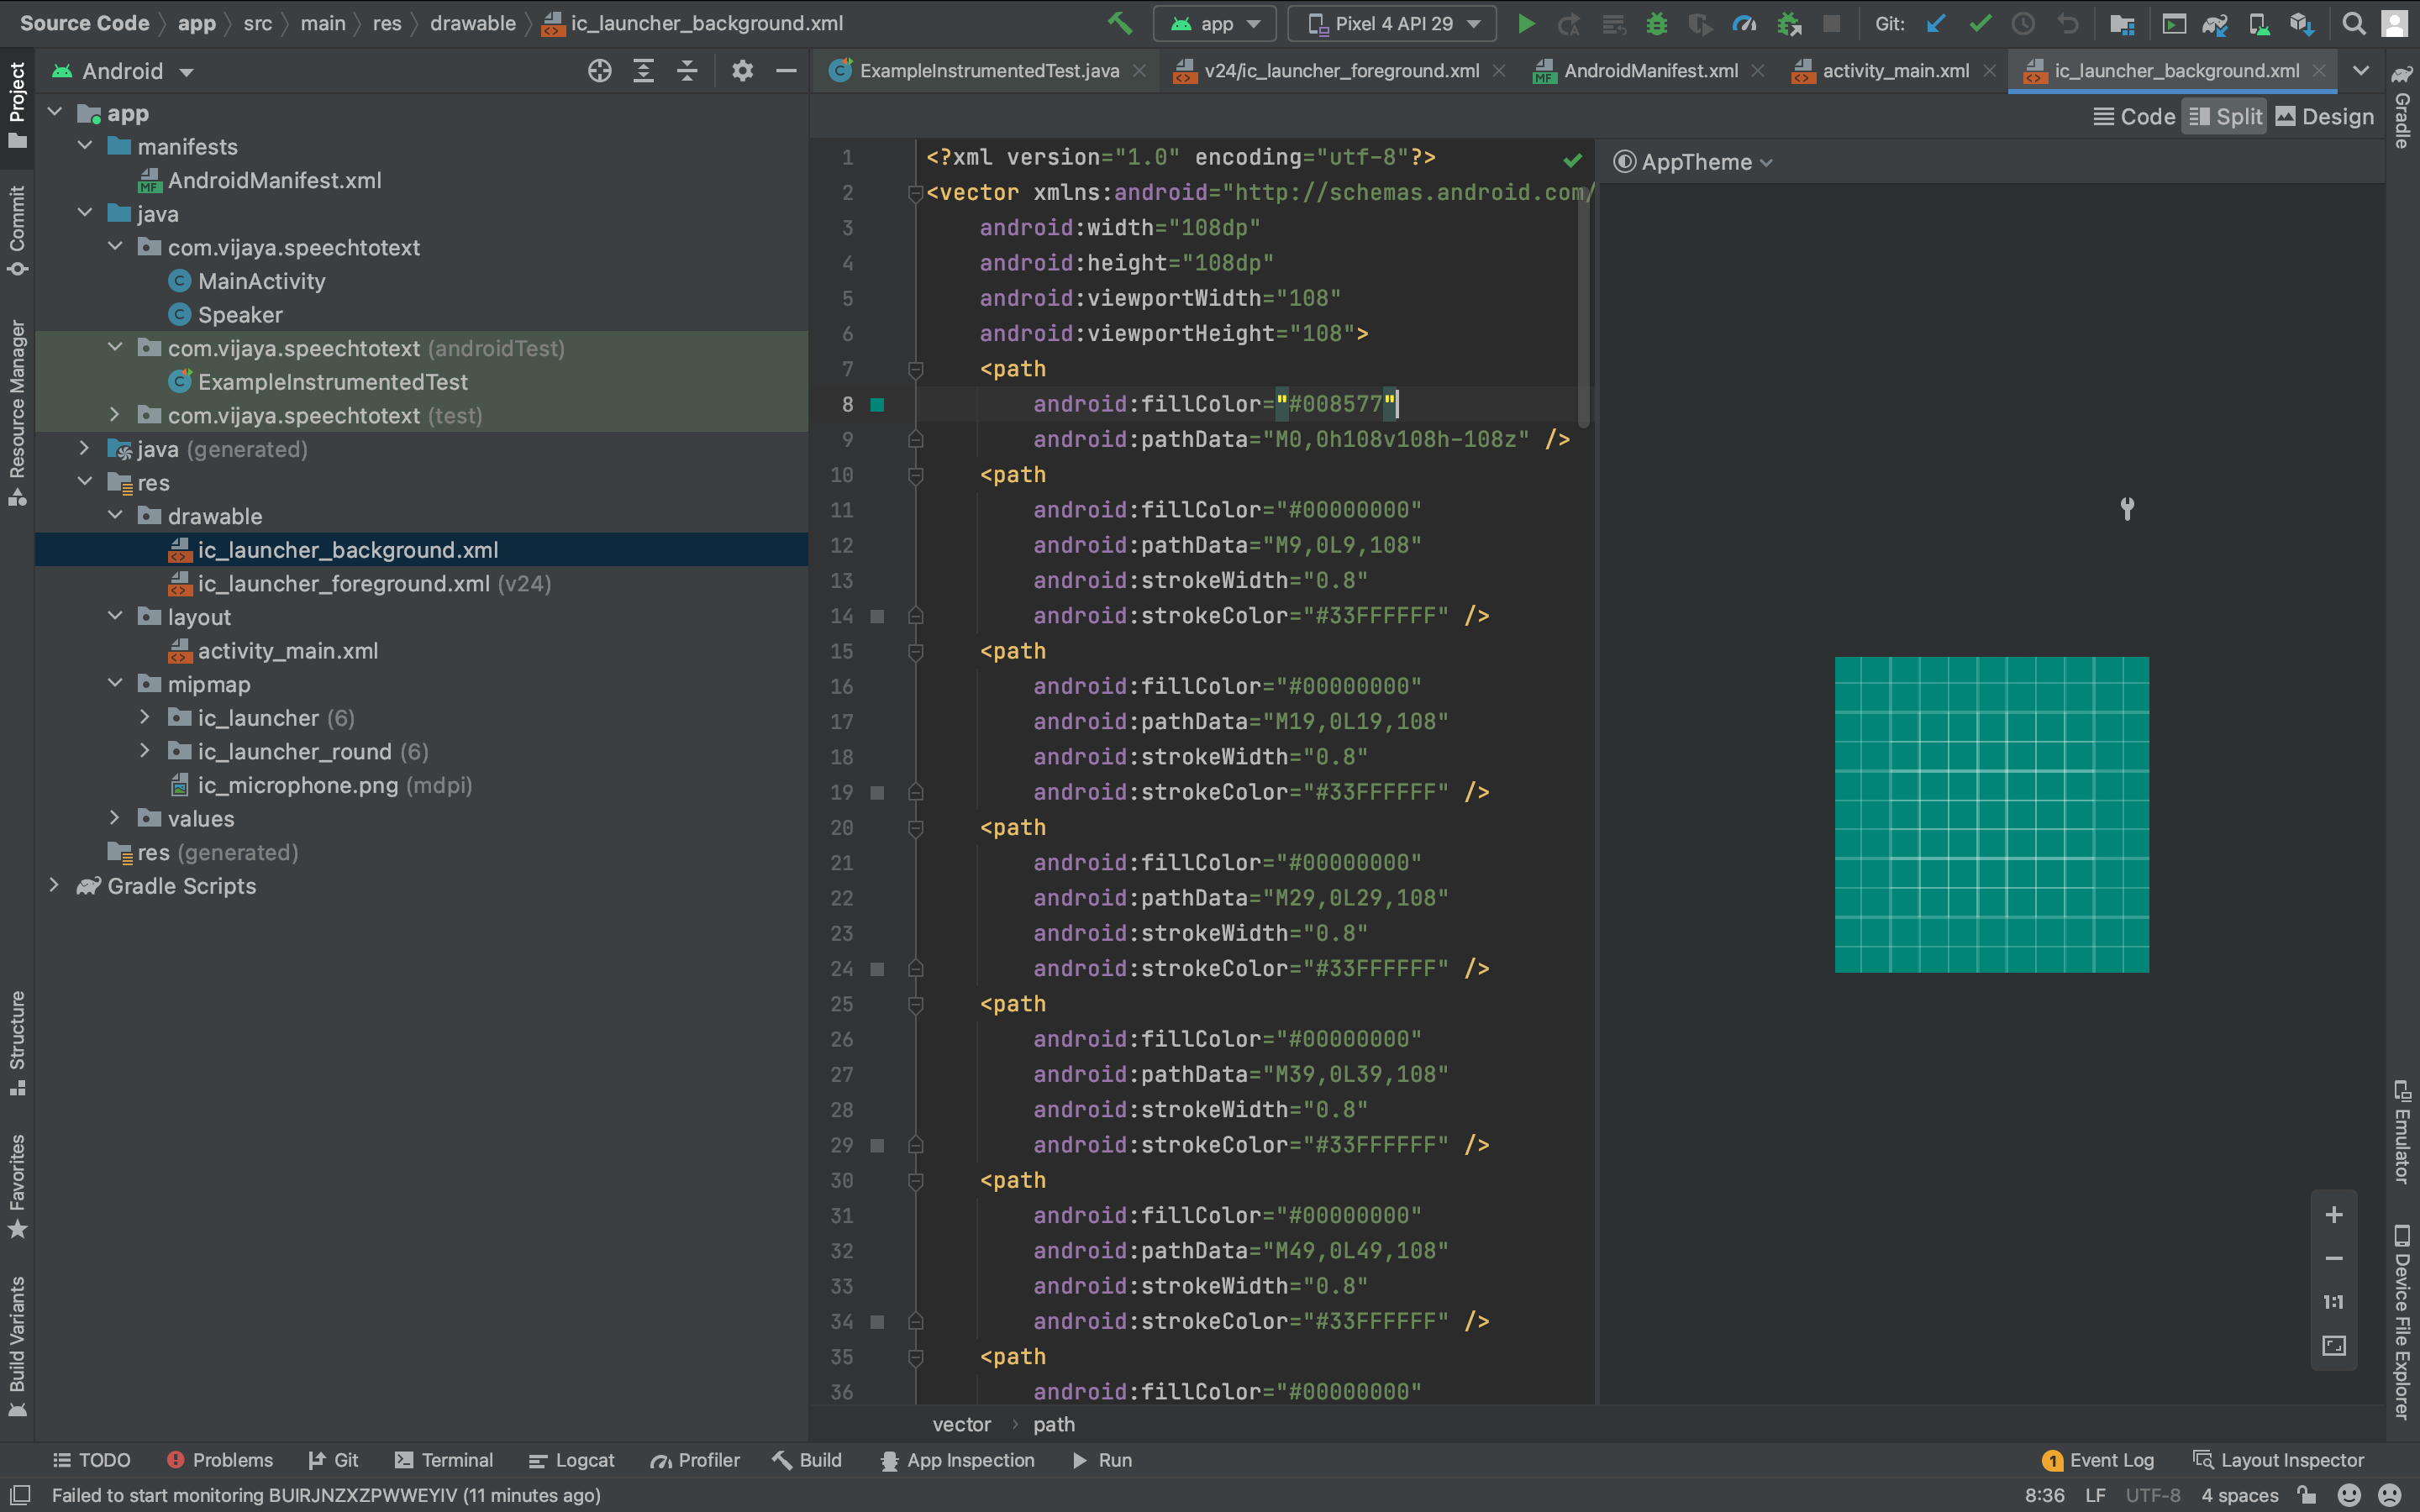 Source Code app src main res drawable ic_launcher_background.xml
app Pixel 4 API 29 Git:
Project
Commit
Resource Manager
Structure
Favorites
Build Variants
Android
app
manifests
AndroidManifest.xml
java
com.vijaya.speechtotext
MainActivity
Speaker
com.vijaya.speechtotext (androidTest)
ExampleInstrumentedTest
com.vijaya.speechtotext (test)
java (generated)
res
drawable
ic_launcher_background.xml
ic_launcher_foreground.xml (v24)
layout
activity_main.xml
mipmap
ic_launcher (6)
ic_launcher_round (6)
ic_microphone.png (mdpi)
values
res (generated)
Gradle Scripts
ExampleInstrumentedTest.java v24/ic_launcher_foreground.xml AndroidManifest.xml activity_main.xml ic_launcher_background.xml
Code Split Design
1 <?xml version="1.0" encoding="utf-8"?>
2 <vector xmlns:android="http://schemas.android.com/
3 android:width="108dp"
4 android:height="108dp"
5 android:viewportWidth="108"
6 android:viewportHeight="108">
7 <path
8 android:fillColor="#008577"
9 android:pathData="M0,0h108v108h-108z" />
10 <path
11 android:fillColor="#00000000"
12 android:pathData="M9,0L9,108"
13 android:strokeWidth="0.8"
14 android:strokeColor="#33FFFFFF" />
15 <path
16 android:fillColor="#00000000"
17 android:pathData="M19,0L19,108"
18 android:strokeWidth="0.8"
19 android:strokeColor="#33FFFFFF" />
20 <path
21 android:fillColor="#00000000"
22 android:pathData="M29,0L29,108"
23 android:strokeWidth="0.8"
24 android:strokeColor="#33FFFFFF" />
25 <path
26 android:fillColor="#00000000"
27 android:pathData="M39,0L39,108"
28 android:strokeWidth="0.8"
29 android:strokeColor="#33FFFFFF" />
30 <path
31 android:fillColor="#00000000"
32 android:pathData="M49,0L49,108"
33 android:strokeWidth="0.8"
34 android:strokeColor="#33FFFFFF" />
35 <path
36 android:fillColor="#00000000"
vector path
AppTheme
1:1
Gradle
Emulator
Device File Explorer
TODO Problems Git Terminal Logcat Profiler Build App Inspection Run 1 Event Log Layout Inspector
Failed to start monitoring BUIRJNZXZPWWEYIV (11 minutes ago) 8:36 LF UTF-8 4 spaces